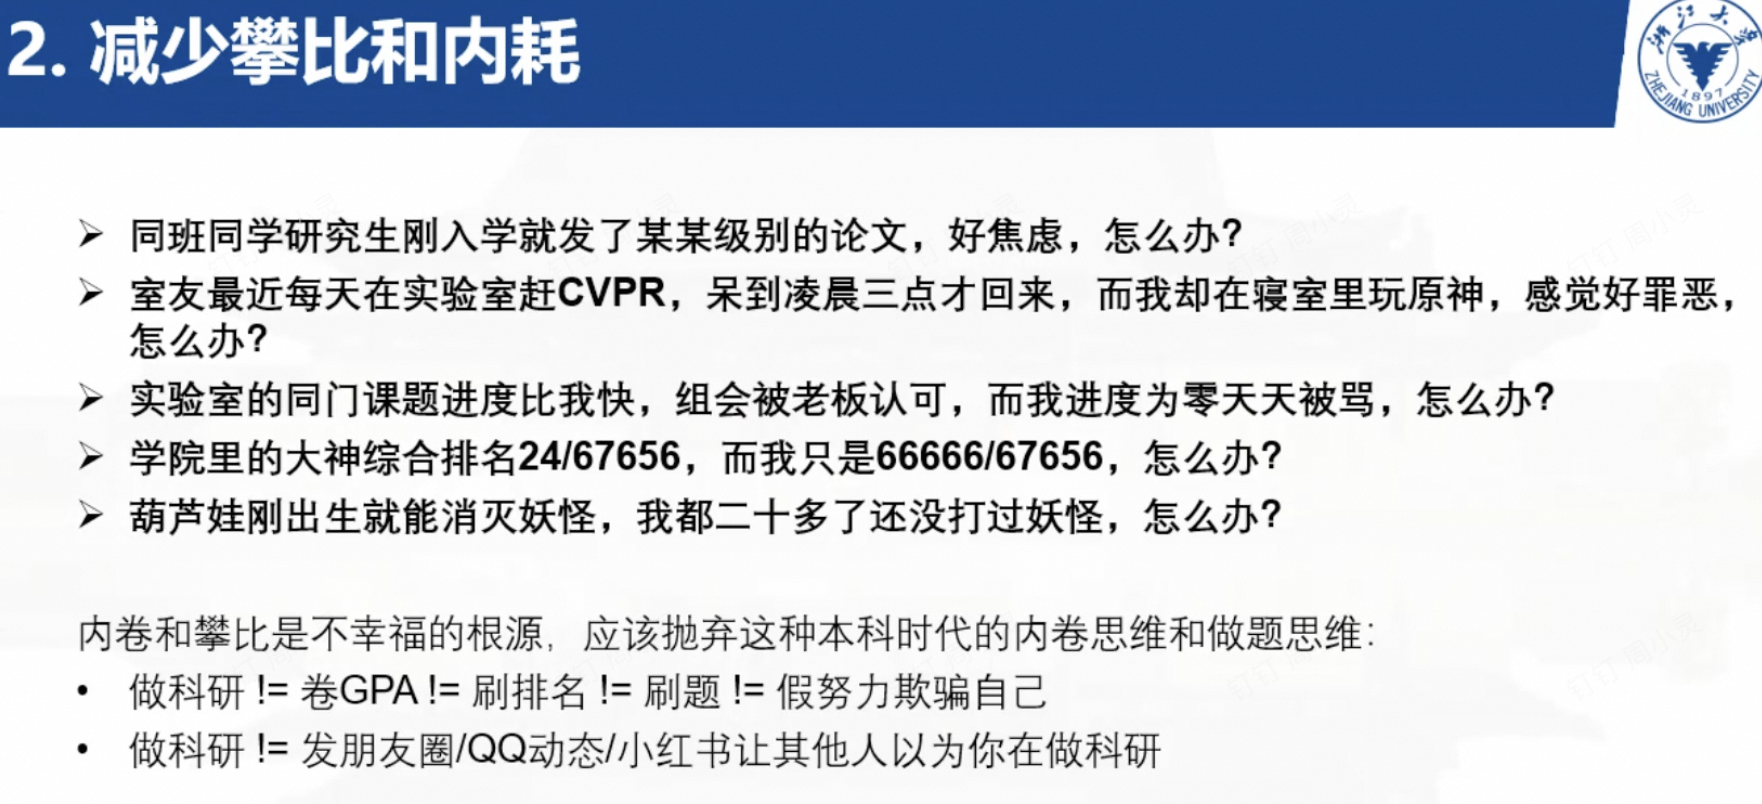 2. 减少攀比和内耗
浙江大学
ZHEJIANG UNIVERSITY
1897
➢ 同班同学研究生刚入学就发了某某级别的论文，好焦虑，怎么办？
➢ 室友最近每天在实验室赶CVPR，呆到凌晨三点才回来，而我却在寝室里玩原神，感觉好罪恶，
怎么办？
➢ 实验室的同门课题进度比我快，组会被老板认可，而我进度为零天天被骂，怎么办？
➢ 学院里的大神综合排名24/67656，而我只是66666/67656，怎么办？
➢ 葫芦娃刚出生就能消灭妖怪，我都二十多了还没打过妖怪，怎么办？
内卷和攀比是不幸福的根源，应该抛弃这种本科时代的内卷思维和做题思维：
• 做科研 != 卷GPA != 刷排名 != 刷题 != 假努力欺骗自己
• 做科研 != 发朋友圈/QQ动态/小红书让其他人以为你在做科研
钉钉 周小灵